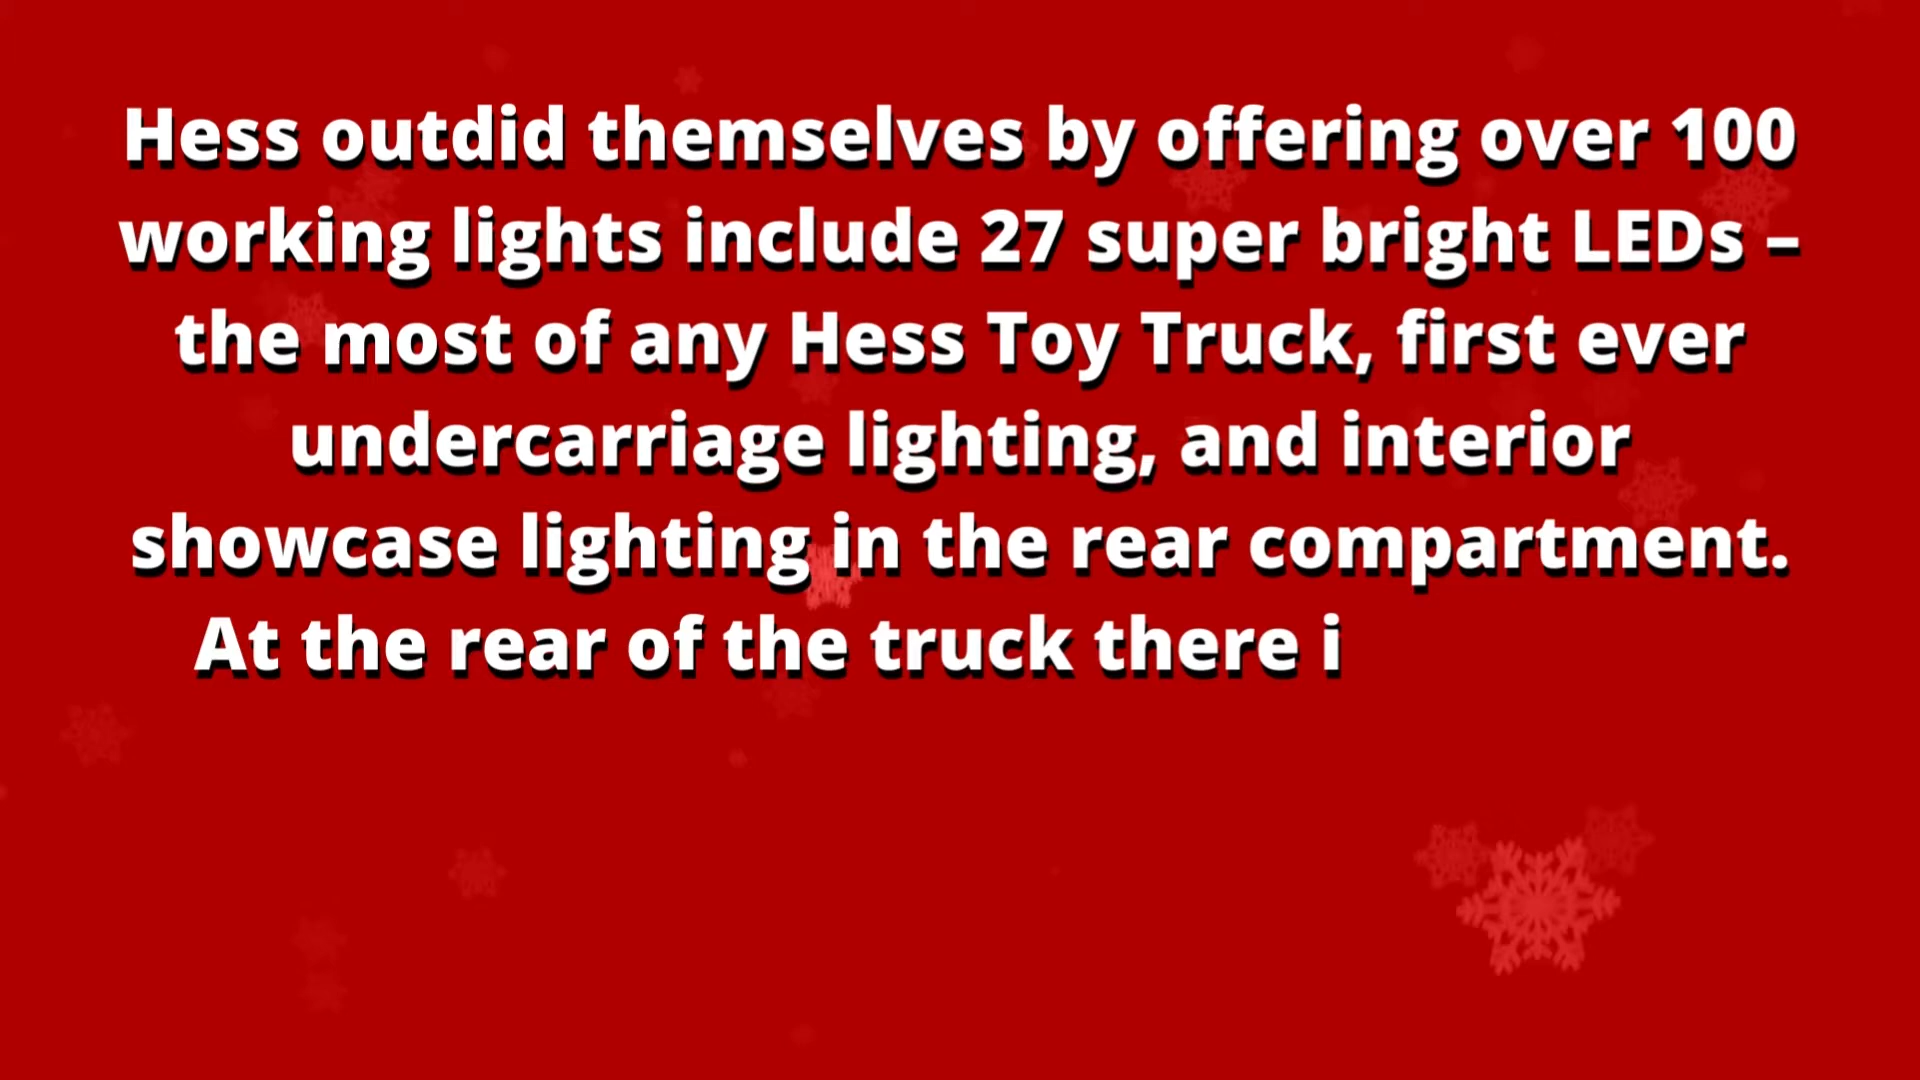 Hess outdid themselves by offering over 100
working lights include 27 super bright LEDs –
the most of any Hess Toy Truck, first ever
undercarriage lighting, and interior
showcase lighting in the rear compartment.
At the rear of the truck there i